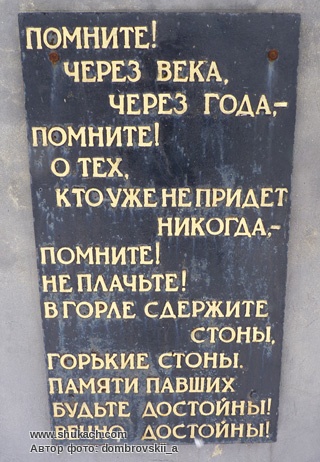 ПОМНИТЕ!
ЧЕРЕЗ ВЕКА,
ЧЕРЕЗ ГОДА,–
ПОМНИТЕ!
О ТЕХ,
КТО УЖЕ НЕ ПРИДЕТ
НИКОГДА,–
ПОМНИТЕ!
НЕ ПЛАЧЬТЕ!
В ГОРЛЕ СДЕРЖИТЕ
СТОНЫ,
ГОРЬКИЕ СТОНЫ.
ПАМЯТИ ПАВШИХ
БУДЬТЕ ДОСТОЙНЫ!
ВЕЧНО ДОСТОЙНЫ!
www.shukach.com
Автор фото: dombrovskii_a